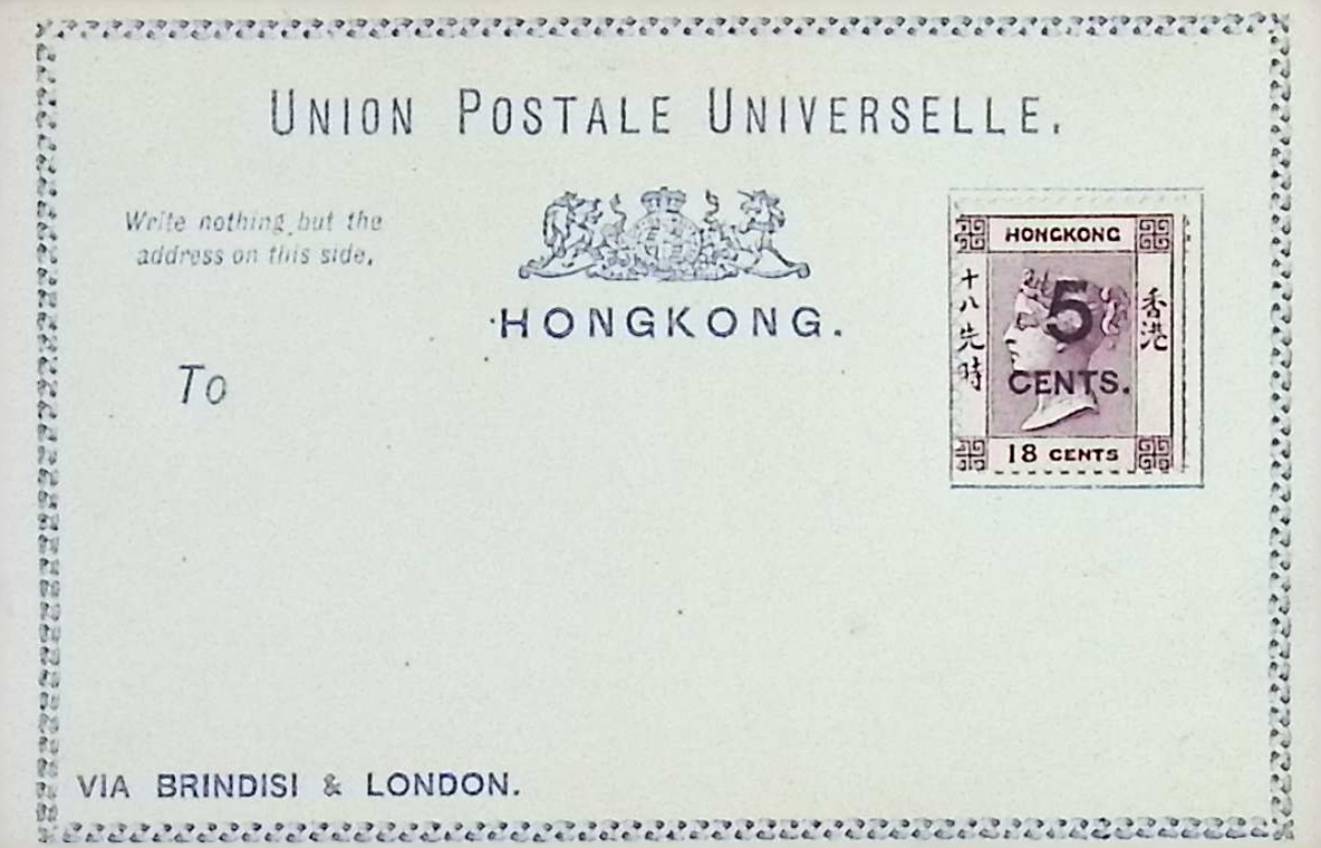 UNION POSTALE UNIVERSELLE.
Write nothing but the
address on this side.
HONGKONG.
To
HONGKONG
十八先時
香港
5
CENTS.
18 CENTS
VIA BRINDISI & LONDON.